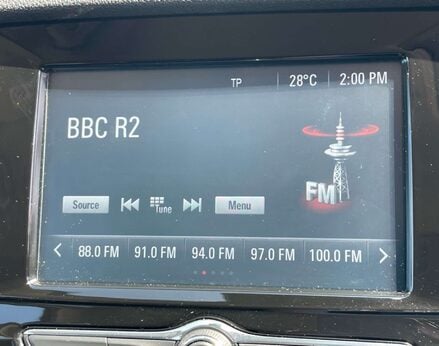 TP 28°C 2:00 PM
BBC R2
FM
Source Tune Menu
88.0 FM 91.0 FM 94.0 FM 97.0 FM 100.0 FM